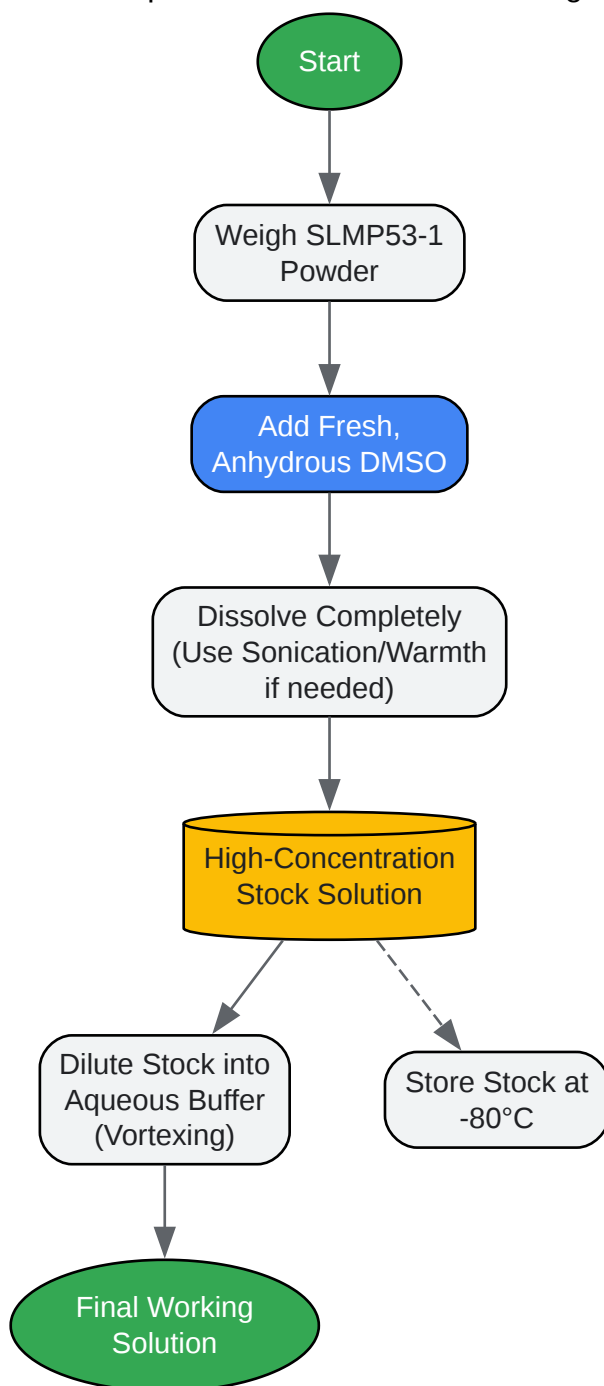 Start
Weigh SLMP53-1
Powder
Add Fresh,
Anhydrous DMSO
Dissolve Completely
(Use Sonication/Warmth
if needed)
High-Concentration
Stock Solution
Dilute Stock into
Aqueous Buffer
(Vortexing)
Store Stock at
-80°C
Final Working
Solution